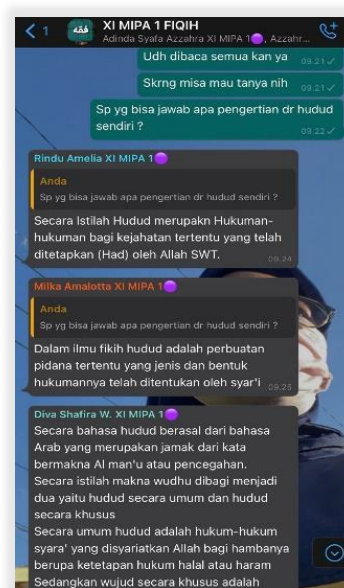 1
فقه
XI MIPA 1 FIQIH
Adinda Syafa Azzahra XI MIPA 1🟣, Azzahr...
Udh dibaca semua kan ya 09.21
Skrng misa mau tanya nih 09.21
Sp yg bisa jawab apa pengertian dr hudud
sendiri ? 09.22
Rindu Amelia XI MIPA 1🟣
Anda
Sp yg bisa jawab apa pengertian dr hudud sendiri ?
Secara Istilah Hudud merupakn Hukuman-
hukuman bagi kejahatan tertentu yang telah
ditetapkan (Had) oleh Allah SWT. 09.24
Milka Amalotta XI MIPA 1🟣
Anda
Sp yg bisa jawab apa pengertian dr hudud sendiri ?
Dalam ilmu fikih hudud adalah perbuatan
pidana tertentu yang jenis dan bentuk
hukumannya telah ditentukan oleh syar'i 09.25
Diva Shafira W. XI MIPA 1🟣
Secara bahasa hudud berasal dari bahasa
Arab yang merupakan jamak dari kata
bermakna Al man'u atau pencegahan.
Secara istilah makna wudhu dibagi menjadi
dua yaitu hudud secara umum dan hudud
secara khusus
Secara umum hudud adalah hukum-hukum
syara' yang disyariatkan Allah bagi hambanya
berupa ketetapan hukum halal atau haram
Sedangkan wujud secara khusus adalah